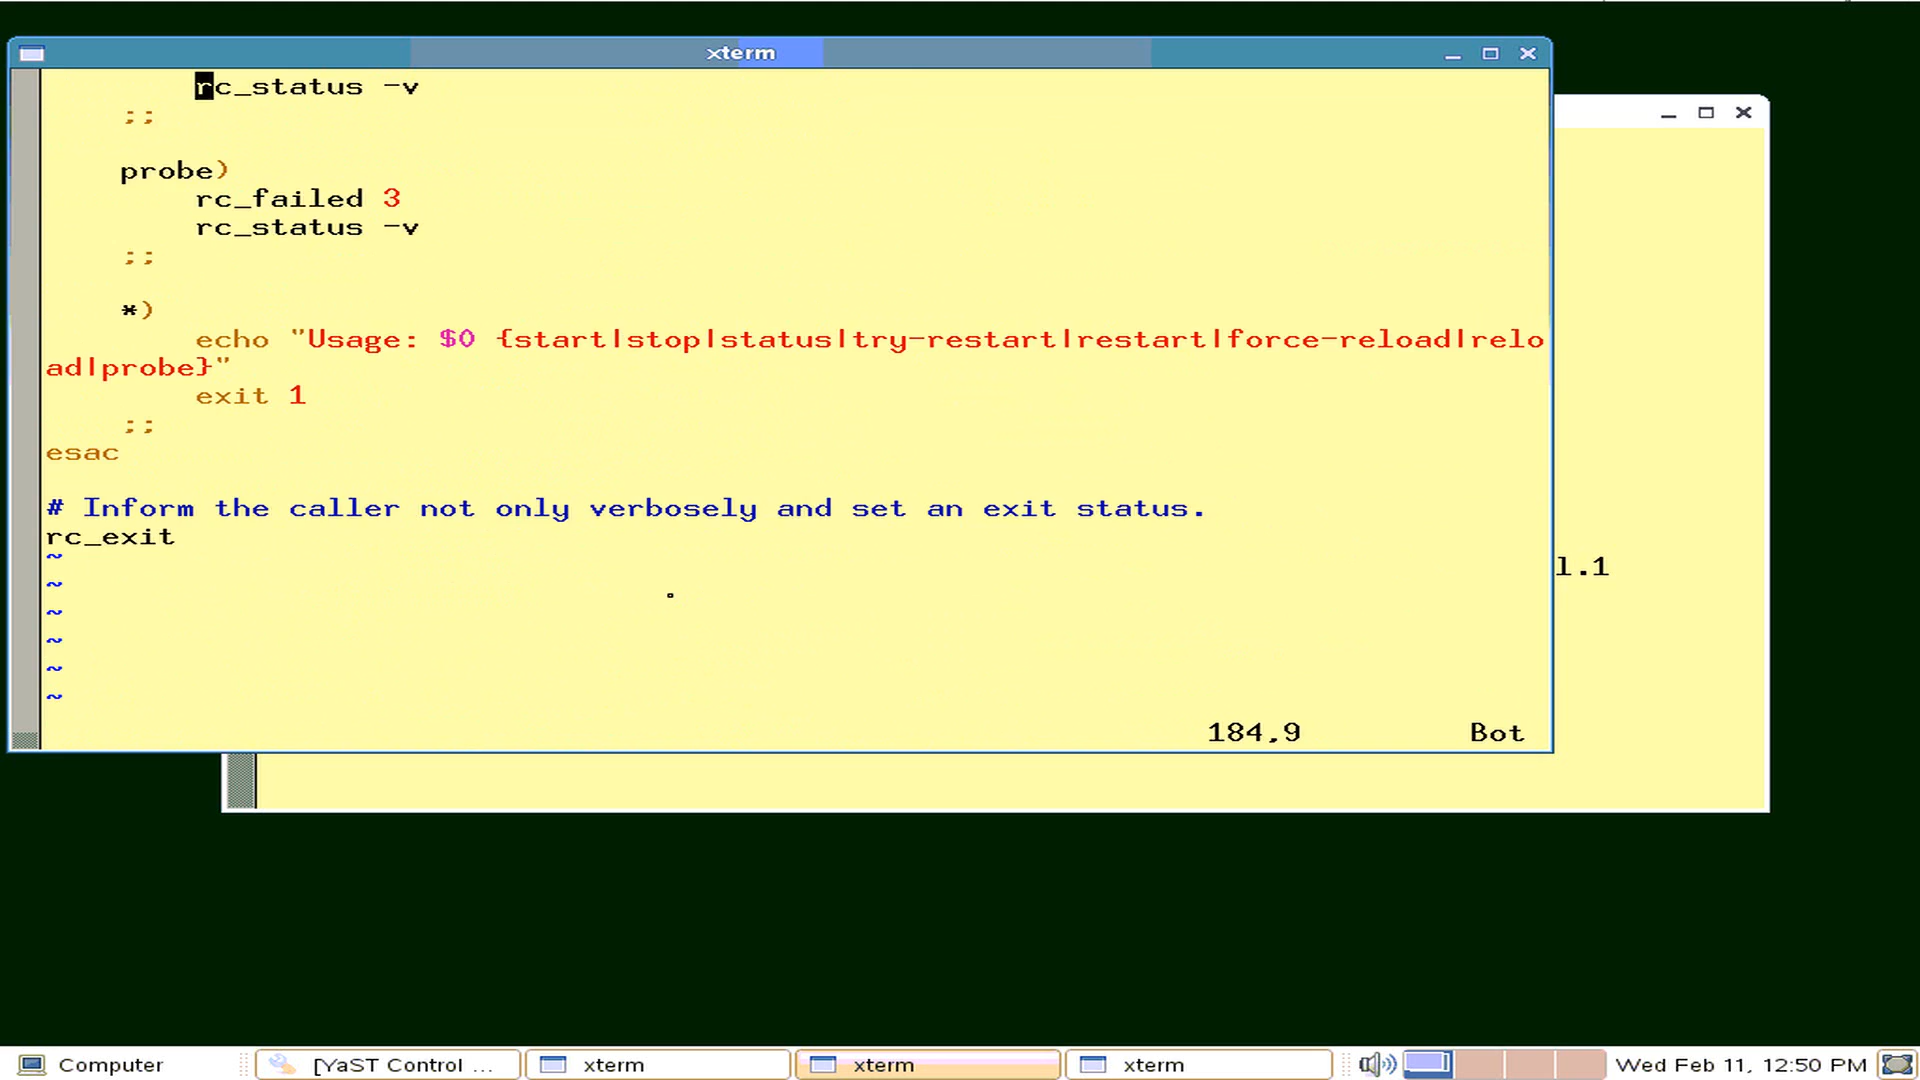 xterm
rc_status -v
;;
probe)
rc_failed 3
rc_status -v
;;
*)
echo "Usage: $0 {start|stop|status|try-restart|restart|force-reload|relo
ad|probe}"
exit 1
;;
esac
# Inform the caller not only verbosely and set an exit status.
rc_exit
~
~
~
~
~
~
184,9 Bot
l.1
Computer [YaST Control ... xterm xterm xterm Wed Feb 11, 12:50 PM